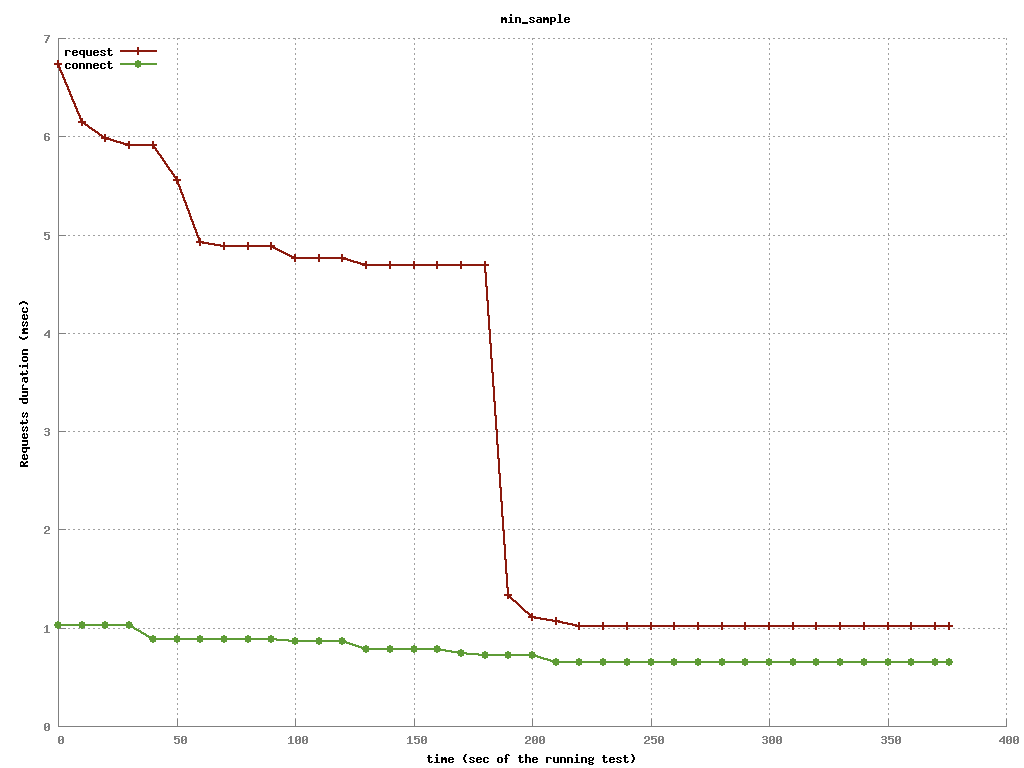 min_sample
7
request
connect
6
5
4
3
2
1
0
Requests duration (msec)
0 50 100 150 200 250 300 350 400
time (sec of the running test)